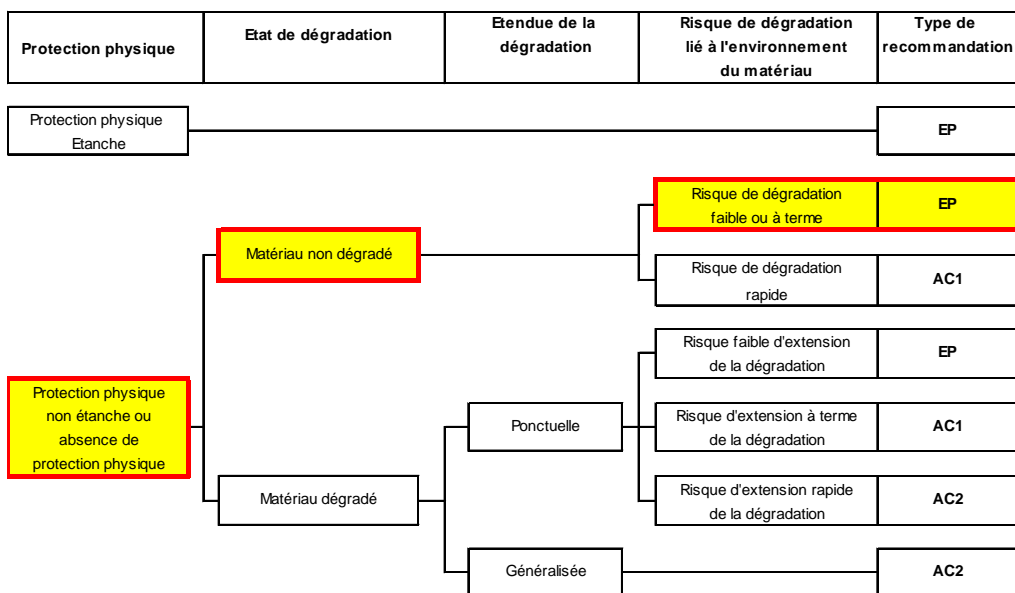 Protection physique
Etat de dégradation
Etendue de la
dégradation
Risque de dégradation
lié à l'environnement
du matériau
Type de
recommandation
Protection physique
Etanche
EP
Risque de dégradation
faible ou à terme
EP
Matériau non dégradé
Risque de dégradation
rapide
AC1
Risque faible d'extension
de la dégradation
EP
Protection physique
non étanche ou
absence de
protection physique
Ponctuelle
Risque d'extension à terme
de la dégradation
AC1
Matériau dégradé
Risque d'extension rapide
de la dégradation
AC2
Généralisée
AC2